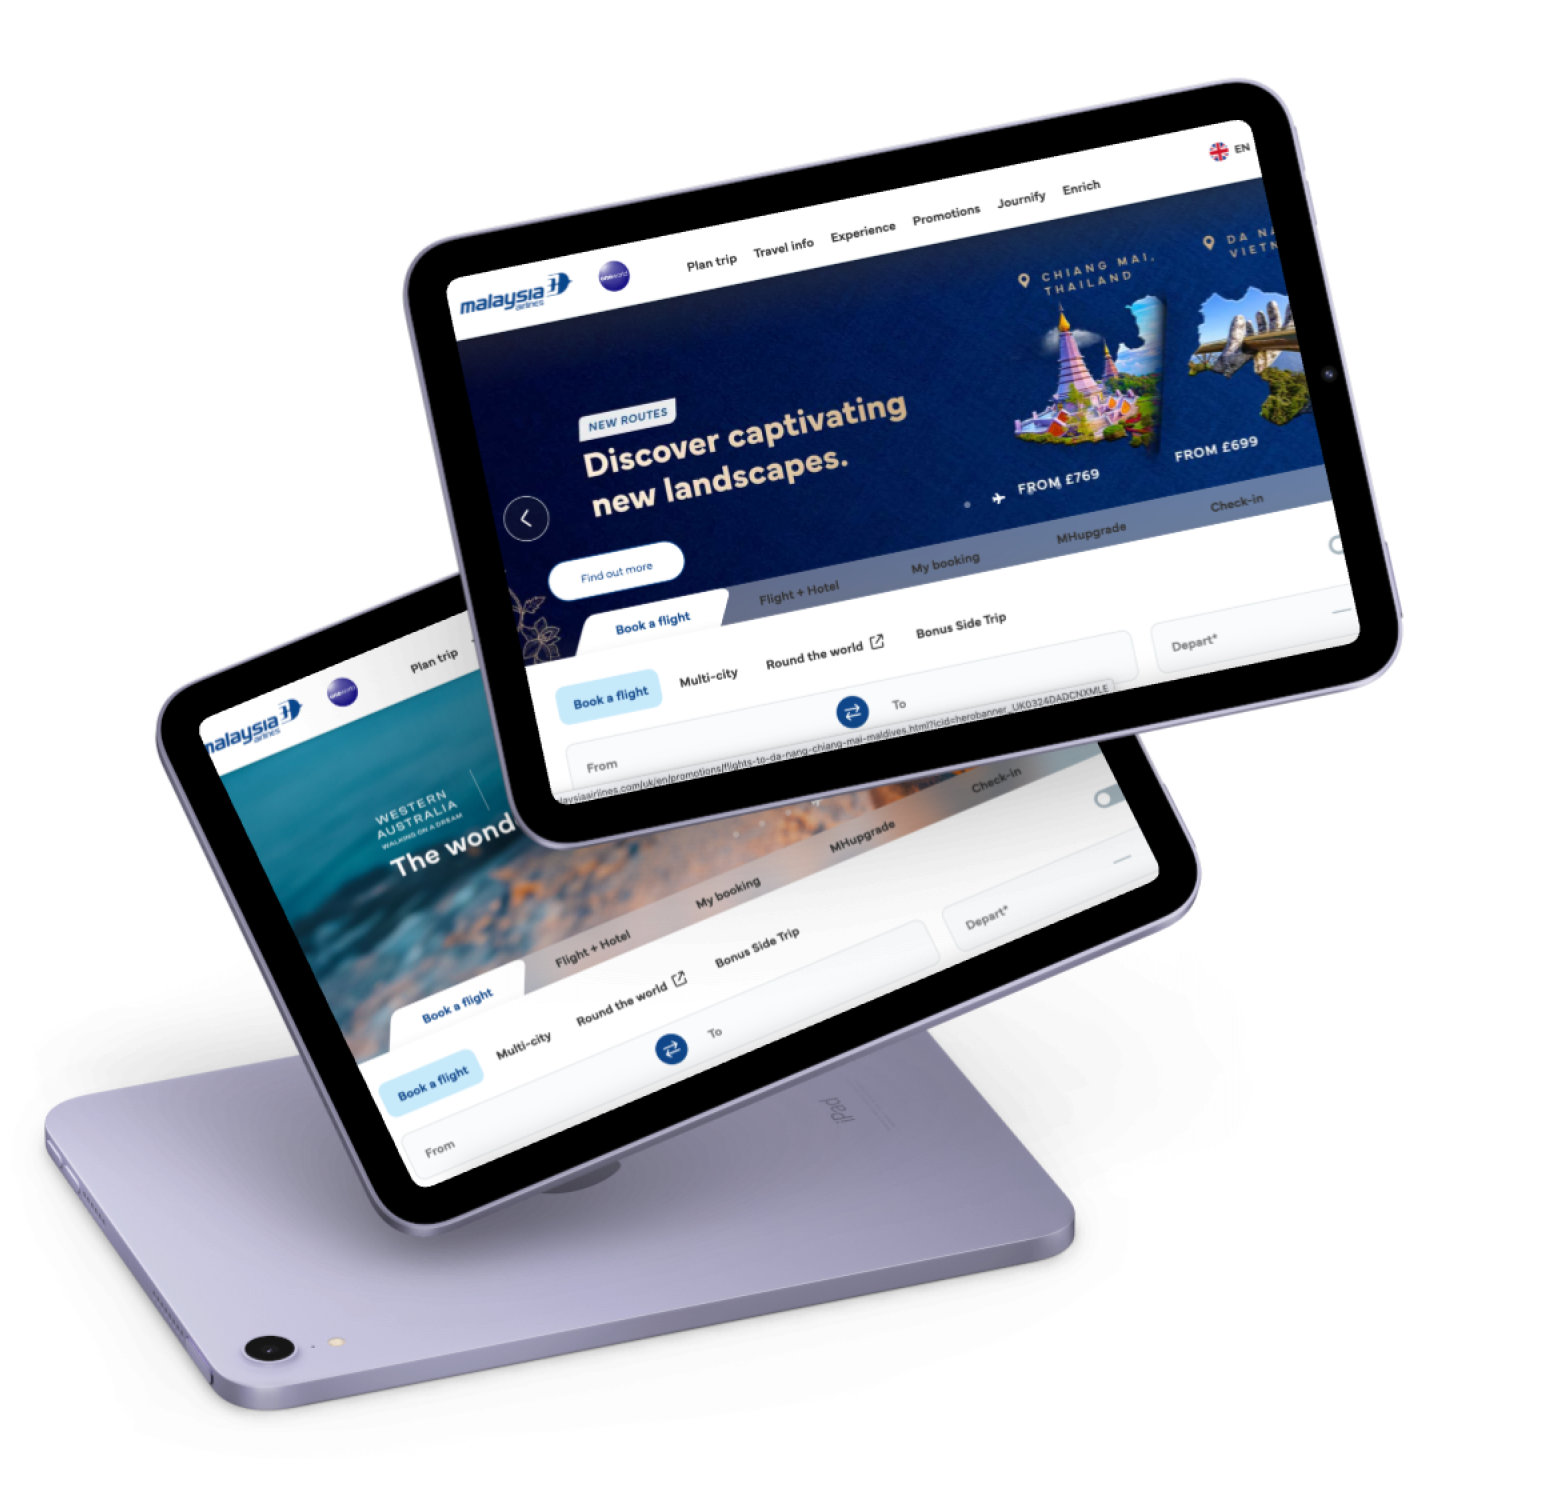 malaysia
airlines
oneworld
Plan trip
Travel info
Experience
Promotions
Journify
Enrich
EN
CHIANG MAI,
THAILAND
DA NA
VIETN
NEW ROUTES
Discover captivating
new landscapes.
FROM £769
FROM £699
Find out more
Book a flight
Flight + Hotel
My booking
MHupgrade
Check-in
Book a flight
Multi-city
Round the world
Bonus Side Trip
From
To
Depart*
laysiaairlines.com/uk/en/promotions/flights-to-da-nang-chiang-mai-maldives.html?icid=herobanner_UK0324DADCNXMLE
malaysia
airlines
oneworld
Plan trip
WESTERN
AUSTRALIA
WALKING ON A DREAM
The wond
Book a flight
Flight + Hotel
My booking
MHupgrade
Check-in
Book a flight
Multi-city
Round the world
Bonus Side Trip
From
To
Depart*
iPad